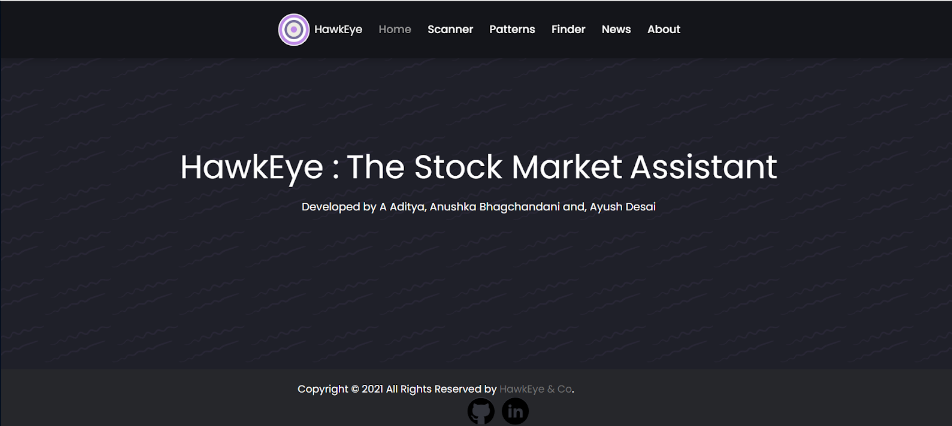 HawkEye Home Scanner Patterns Finder News About
HawkEye : The Stock Market Assistant
Developed by A Aditya, Anushka Bhagchandani and, Ayush Desai
Copyright © 2021 All Rights Reserved by HawkEye & Co.
in